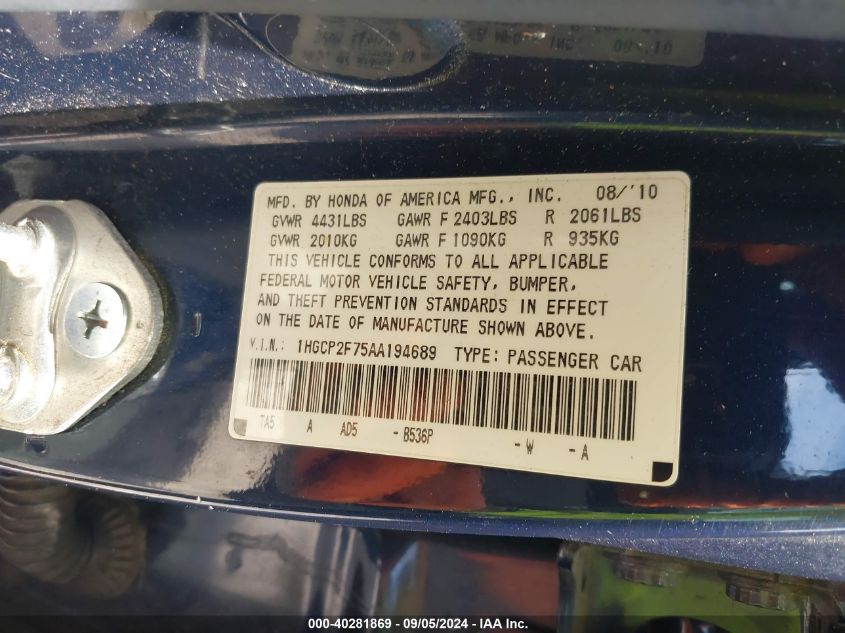 MFD. BY HONDA OF AMERICA MFG., INC. 08/'10
GVWR 4431LBS GAWR F 2403LBS R 2061LBS
GVWR 2010KG GAWR F 1090KG R 935KG
THIS VEHICLE CONFORMS TO ALL APPLICABLE
FEDERAL MOTOR VEHICLE SAFETY, BUMPER,
AND THEFT PREVENTION STANDARDS IN EFFECT
ON THE DATE OF MANUFACTURE SHOWN ABOVE.
V.I.N.: 1HGCP2F75AA194689 TYPE: PASSENGER CAR
TA5 A AD5 -B536P -W -A
000-40281869 - 09/05/2024 - IAA Inc.